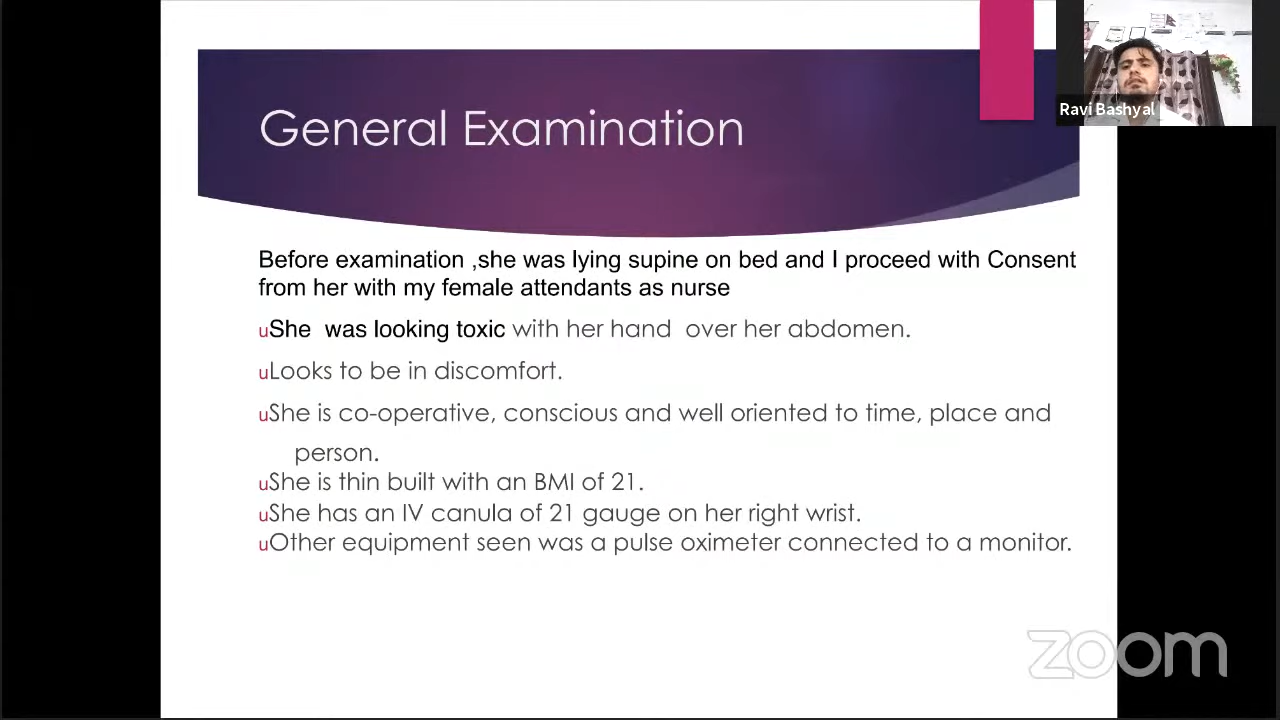 General Examination
Ravi Bashyal
Before examination ,she was lying supine on bed and I proceed with Consent
from her with my female attendants as nurse
uShe was looking toxic with her hand over her abdomen.
uLooks to be in discomfort.
uShe is co-operative, conscious and well oriented to time, place and
person.
uShe is thin built with an BMI of 21.
uShe has an IV canula of 21 gauge on her right wrist.
uOther equipment seen was a pulse oximeter connected to a monitor.
zoom